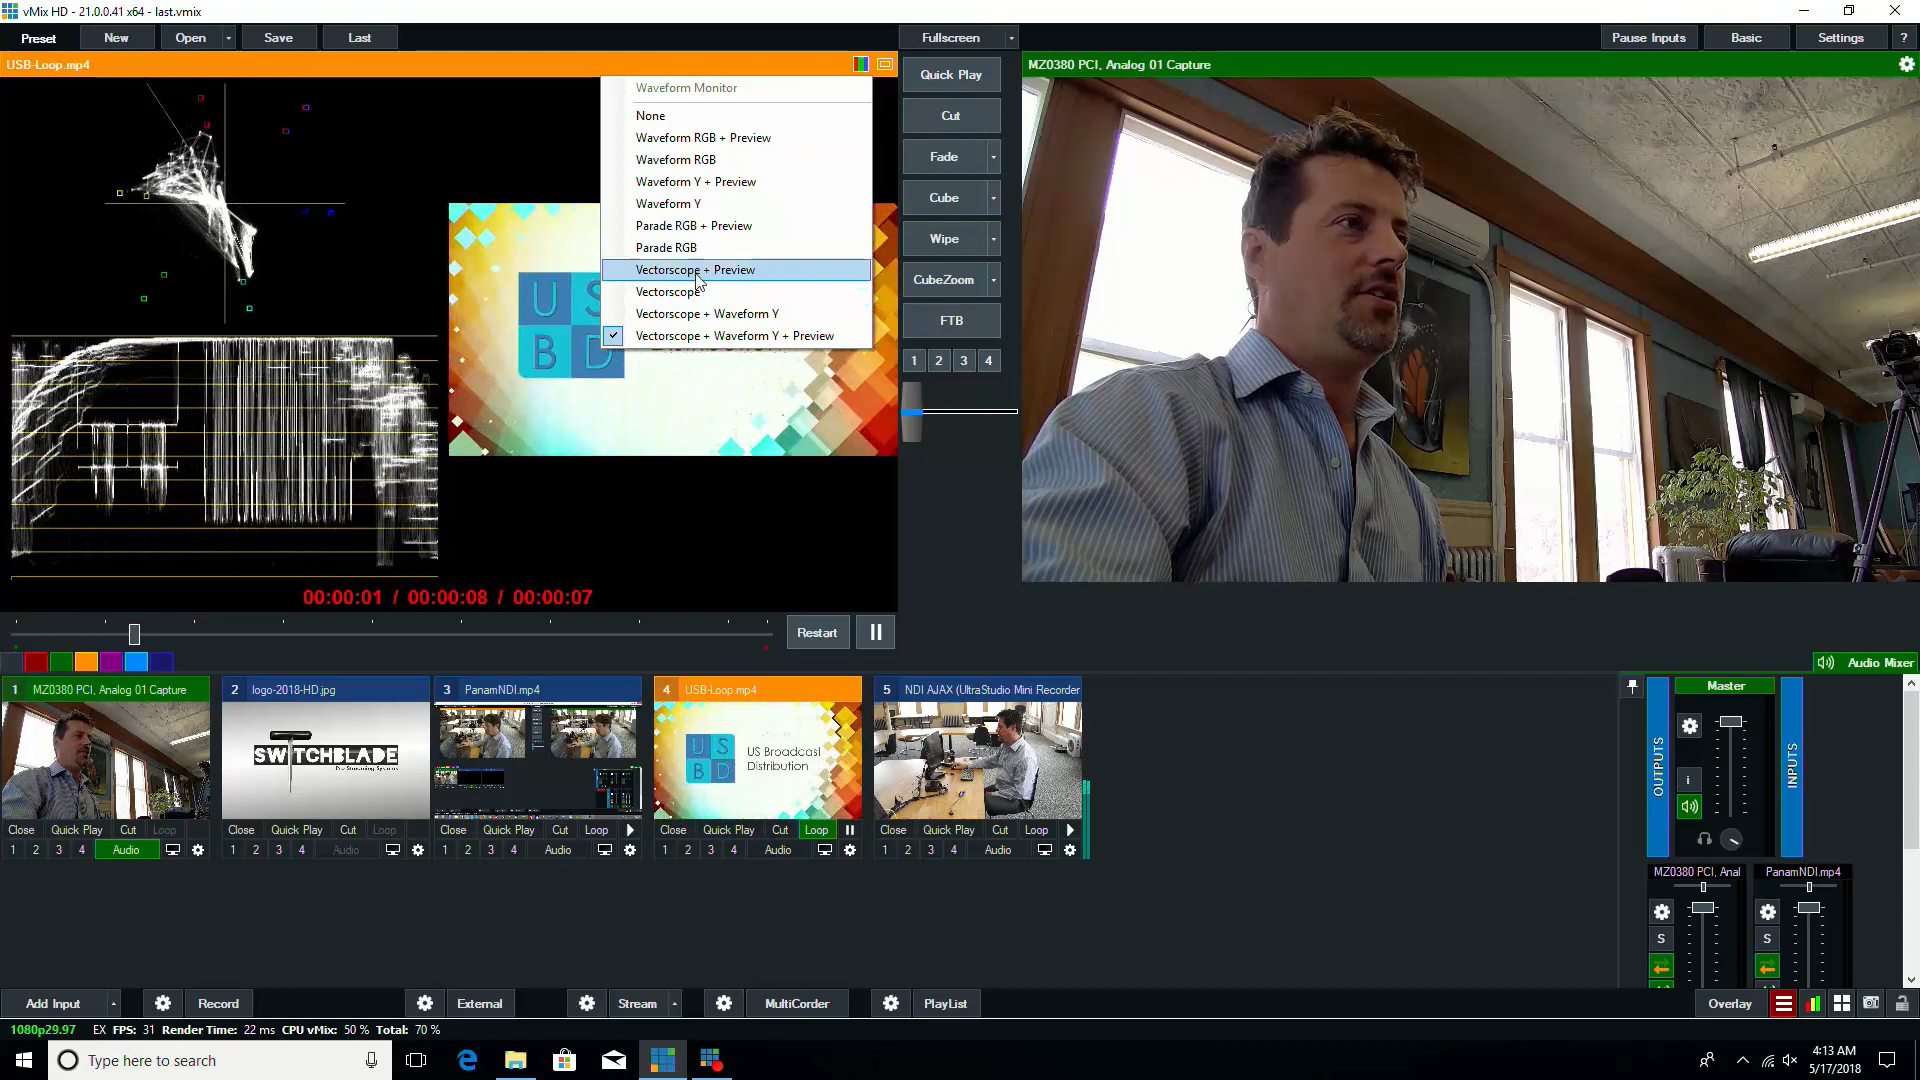 vMix HD - 21.0.0.41 x64 - last.vmix
Preset
New
Open
Save
Last
Fullscreen
Pause Inputs
Basic
Settings
?
USB-Loop.mp4
MZ0380 PCI, Analog 01 Capture
Waveform Monitor
None
Waveform RGB + Preview
Waveform RGB
Waveform Y + Preview
Waveform Y
Parade RGB + Preview
Parade RGB
Vectorscope + Preview
Vectorscope
Vectorscope + Waveform Y
Vectorscope + Waveform Y + Preview
U S
B D
Quick Play
Cut
Fade
Cube
Wipe
CubeZoom
FTB
1 2 3 4
00:00:01 / 00:00:08 / 00:00:07
Restart
Audio Mixer
1 MZ0380 PCI, Analog 01 Capture
2 logo-2018-HD.jpg
3 PanamNDI.mp4
4 USB-Loop.mp4
5 NDI AJAX (UltraStudio Mini Recorder
SWITCHBLADE
Pro Streaming Systems
U S
B D
US Broadcast
Distribution
Close Quick Play Cut Loop
1 2 3 4 Audio
Close Quick Play Cut Loop
1 2 3 4 Audio
Close Quick Play Cut Loop
1 2 3 4 Audio
Close Quick Play Cut Loop
1 2 3 4 Audio
Close Quick Play Cut Loop
1 2 3 4 Audio
OUTPUTS
Master
i
INPUTS
MZ0380 PCI, Anal
PanamNDI.mp4
S
S
Add Input
Record
External
Stream
MultiCorder
PlayList
Overlay
1080p29.97 EX FPS: 31 Render Time: 22 ms CPU vMix: 50 % Total: 70 %
Type here to search
4:13 AM
5/17/2018